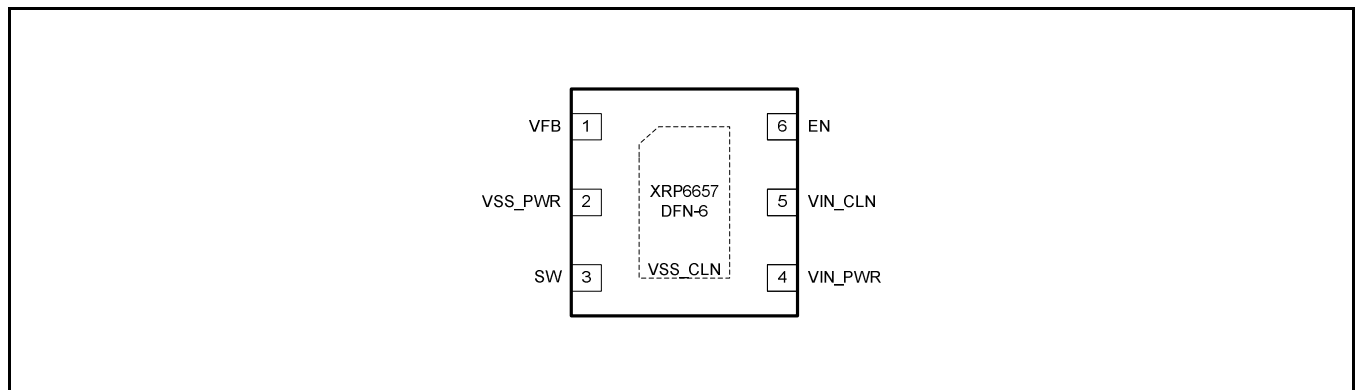 VFB 1 6 EN
XRP6657
DFN-6
VSS_PWR 2 5 VIN_CLN
VSS_CLN
SW 3 4 VIN_PWR